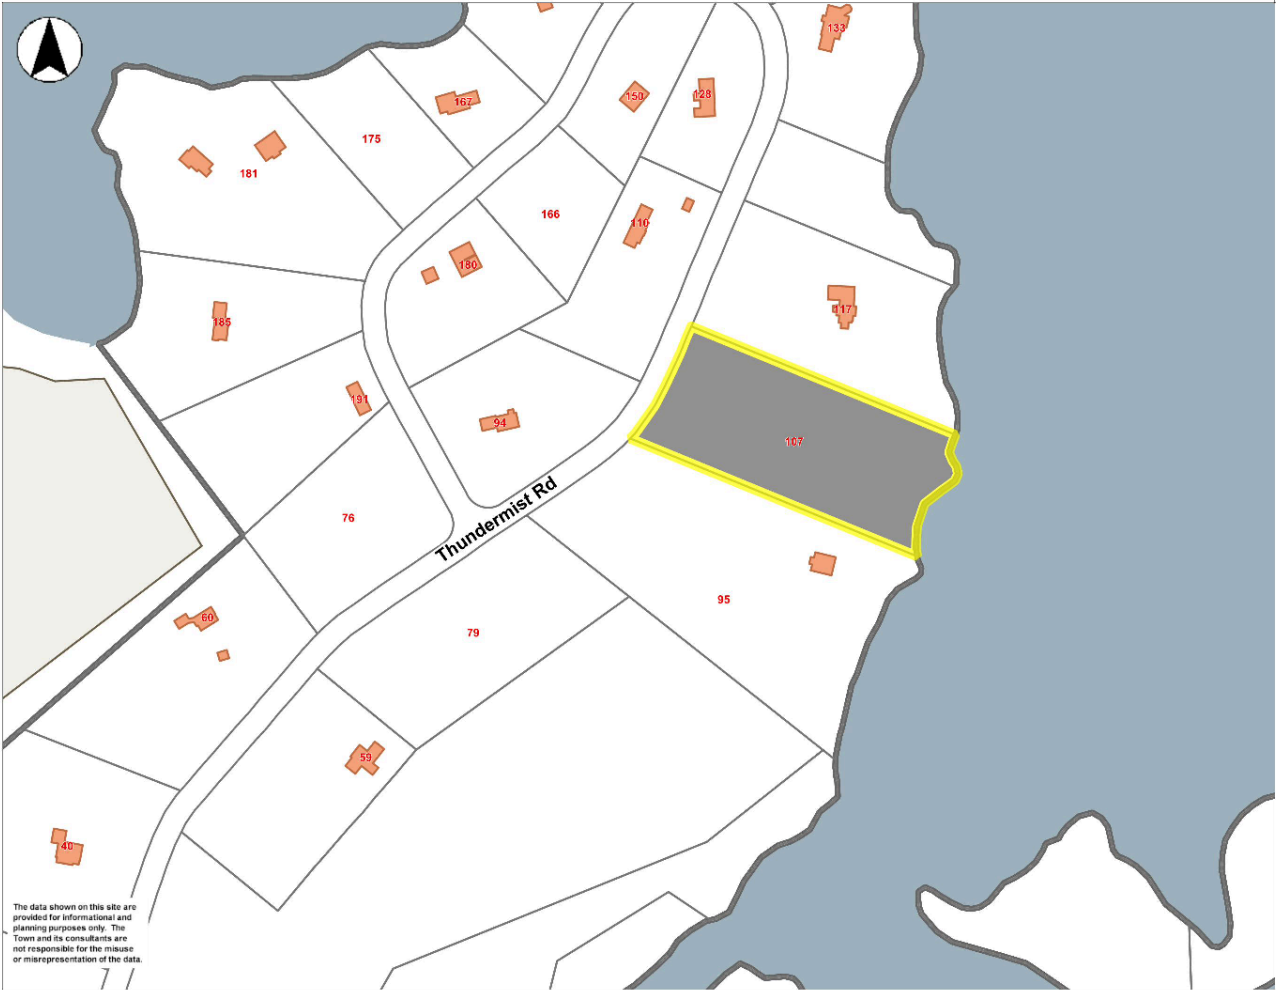 133
167
150
128
175
181
166
110
180
117
185
191
94
107
Thundermist Rd
76
95
60
79
59
40
The data shown on this site are
provided for informational and
planning purposes only. The
Town and its consultants are
not responsible for the misuse
or misrepresentation of the data.